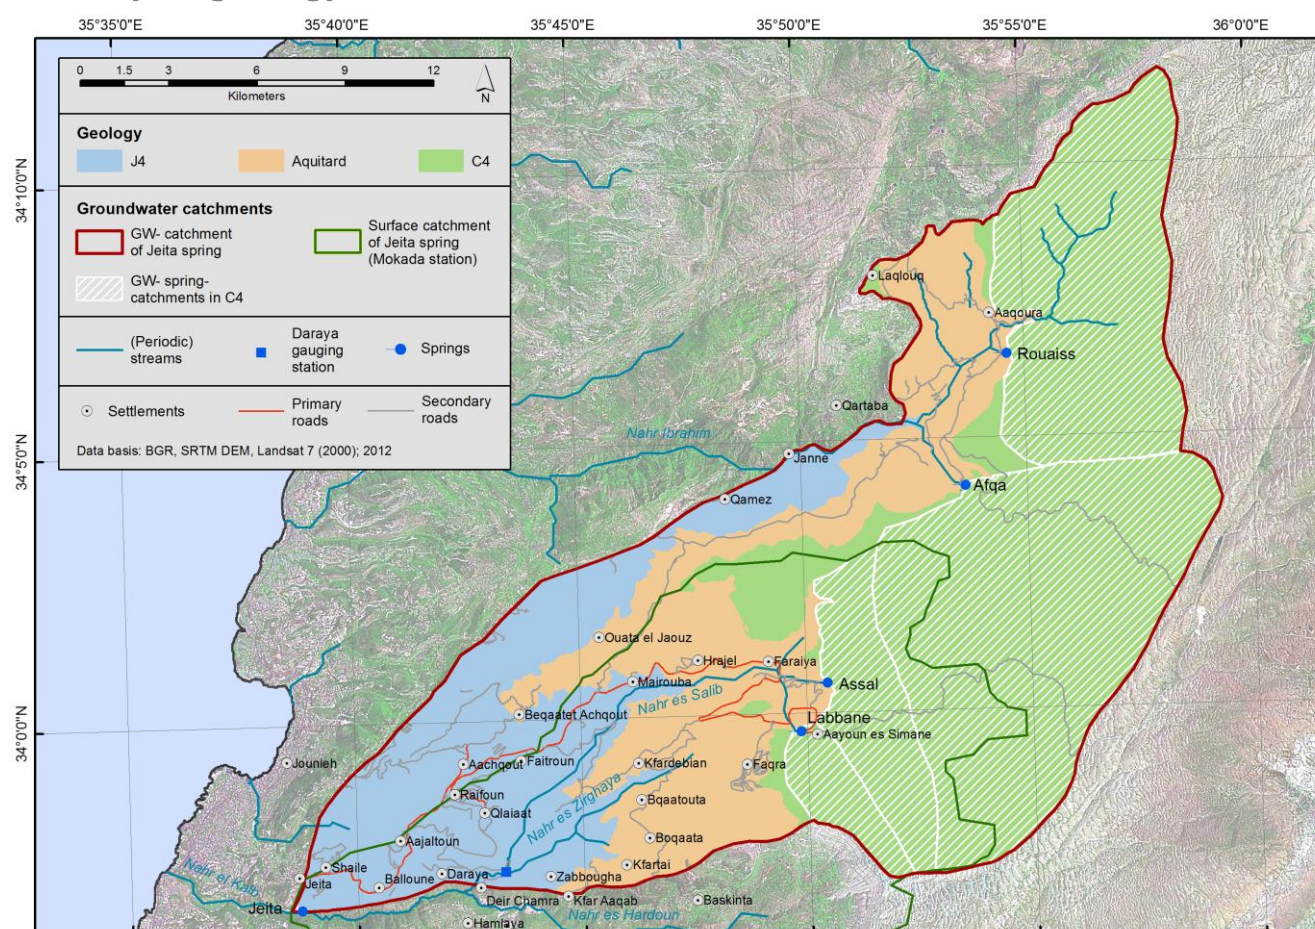 35°35'0"E
35°40'0"E
35°45'0"E
35°50'0"E
35°55'0"E
36°0'0"E
34°10'0"N
34°5'0"N
34°0'0"N
0 1.5 3 6 9 12
Kilometers
N
Geology
J4
Aquitard
C4
Groundwater catchments
GW- catchment
of Jeita spring
Surface catchment
of Jeita spring
(Mokada station)
GW- spring-
catchments in C4
(Periodic)
streams
Daraya
gauging
station
Springs
Settlements
Primary
roads
Secondary
roads
Data basis: BGR, SRTM DEM, Landsat 7 (2000); 2012
Laqlouq
Aaqoura
Rouaiss
Qartaba
Nahr Ibrahim
Janne
Afqa
Qamez
Ouata el Jaouz
Hrajel
Faraiya
Mairouba
Assal
Nahr es Salib
Beqaatet Achqout
Labbane
Aayoun es Simane
Jounieh
Aachqout
Faitroun
Kfardebian
Faqra
Raifoun
Bqaatouta
Qlaiaat
Nahr es Zirghaya
Aajaltoun
Boqaata
Shaile
Kfartai
Nahr el Kalb
Jeita
Balloune
Daraya
Zabbougha
Jeita
Deir Chamra
Kfar Aaqab
Baskinta
Nahr es Hardoun
Hamlaya